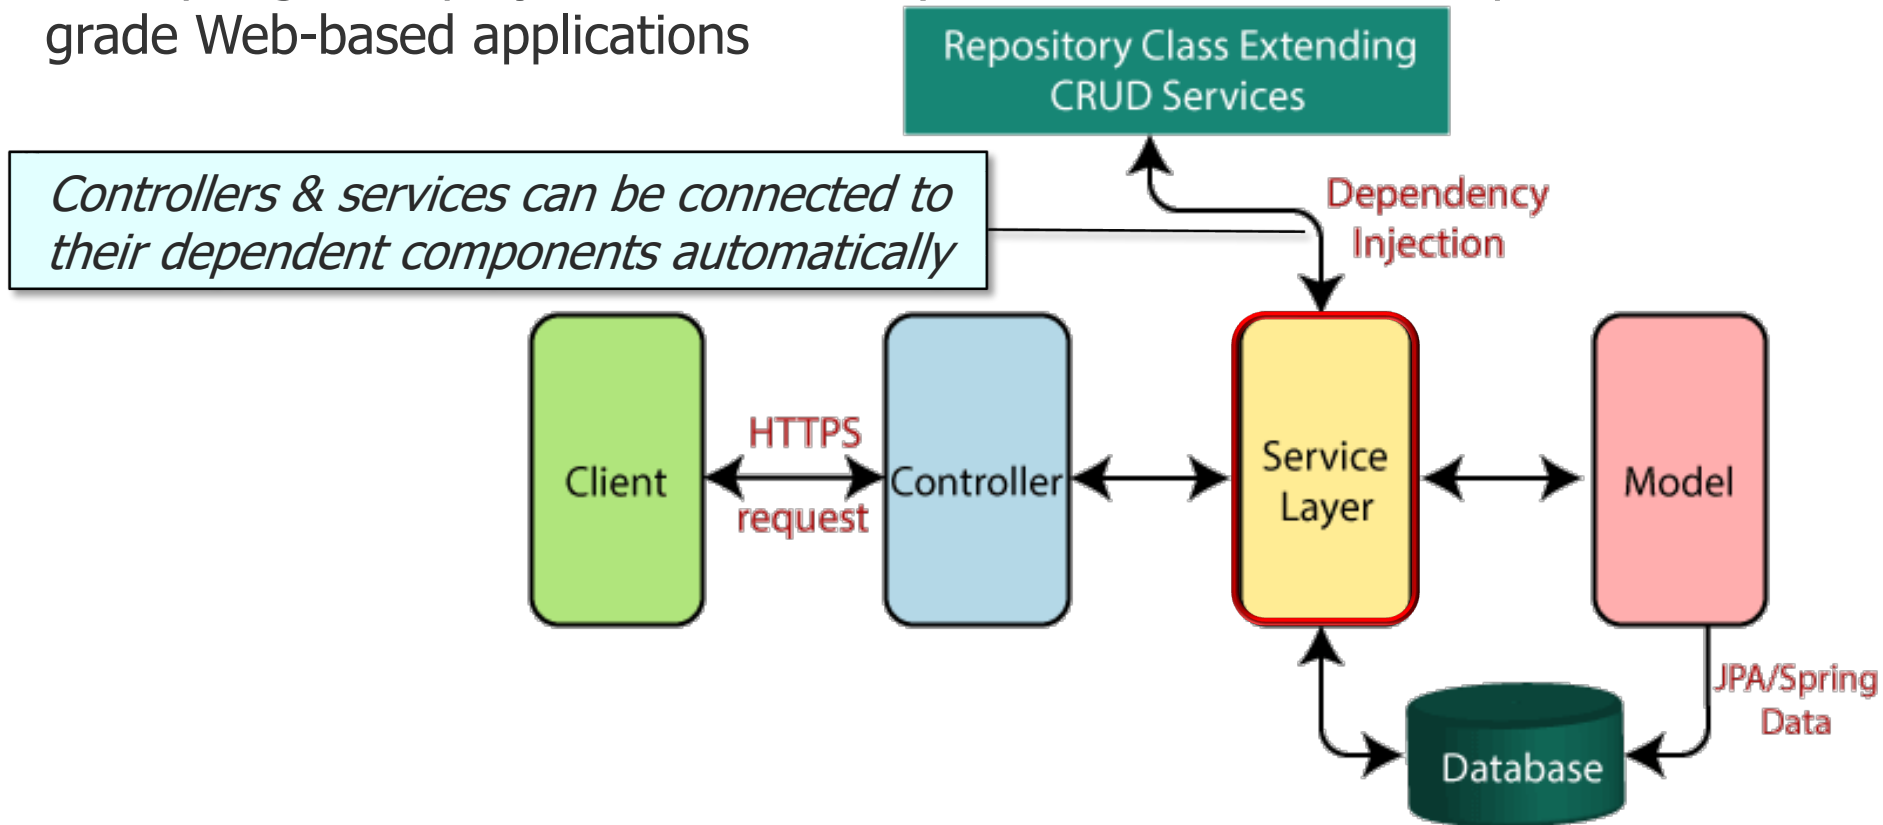 grade Web-based applications
Repository Class Extending
CRUD Services
Controllers & services can be connected to
their dependent components automatically
Dependency
Injection
HTTPS
request
Client
Controller
Service
Layer
Model
JPA/Spring
Data
Database